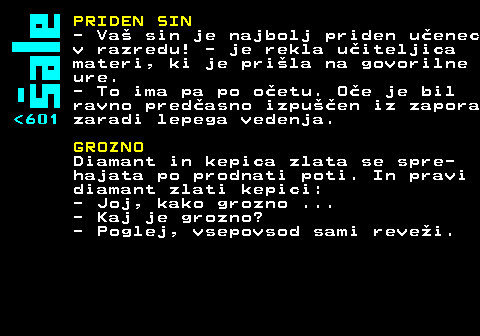 šale
<601
PRIDEN SIN
- Vaš sin je najbolj priden učenec
v razredu! - je rekla učiteljica
materi, ki je prišla na govorilne
ure.
- To ima pa po očetu. Oče je bil
ravno predčasno izpuščen iz zapora
zaradi lepega vedenja.
GROZNO
Diamant in kepica zlata se spre-
hajata po prodnati poti. In pravi
diamant zlati kepici:
- Joj, kako grozno ...
- Kaj je grozno?
- Poglej, vsepovsod sami reveži.